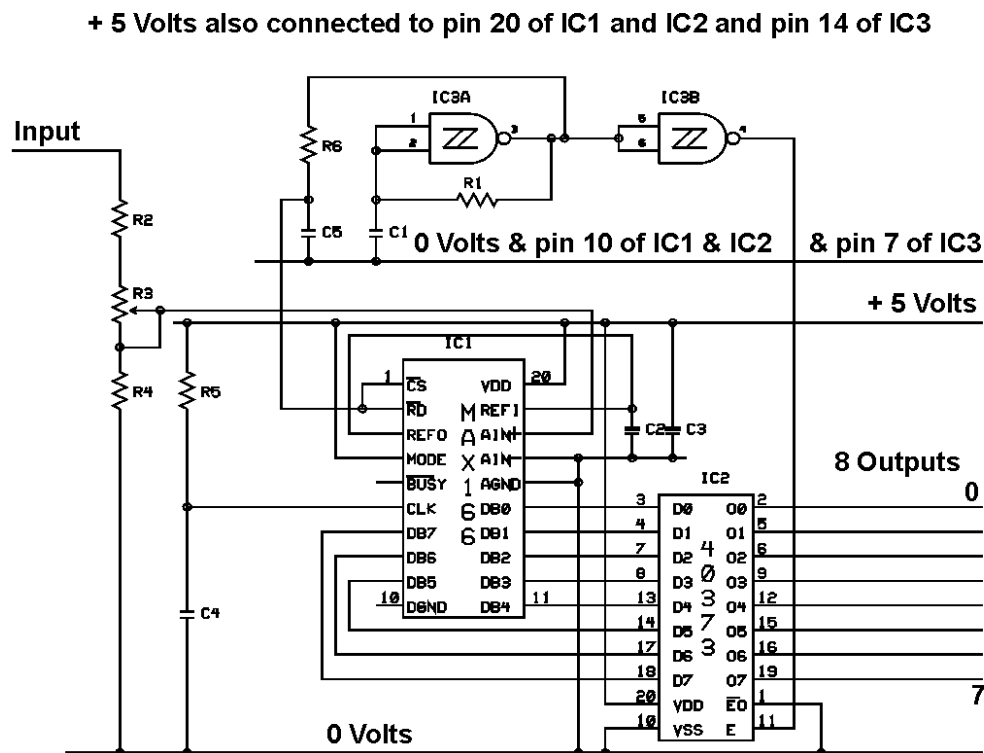 + 5 Volts also connected to pin 20 of IC1 and IC2 and pin 14 of IC3
IC3A
IC3B
Input
1
2
3
5
6
4
R6
R1
R2
C5
C1
0 Volts & pin 10 of IC1 & IC2 & pin 7 of IC3
R3
+ 5 Volts
IC1
R4
R5
1 CS VDD 20
RD M REFI
REFO A AIN+
MODE X AIN-
BUSY 1 AGND
CLK 6 DB0
DB7 6 DB1
DB6 DB2
DB5 DB3
10 DGND DB4 11
C2
C3
C4
8 Outputs
IC2
0
3 D0 O0 2
4 D1 O1 5
7 D2 4 O2 6
8 D3 0 O3 9
13 D4 3 O4 12
14 D5 7 O5 15
17 D6 3 O6 16
18 D7 O7 19
20 VDD EO 1
10 VSS E 11
7
0 Volts